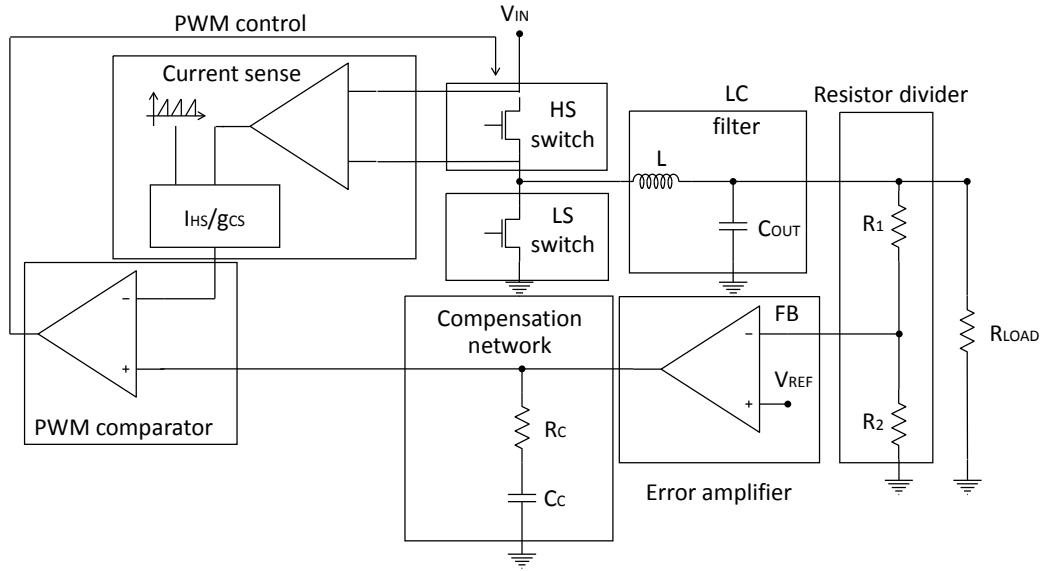 PWM control
VIN
Current sense
HS
switch
LC
filter
Resistor divider
L
IHS/gCS
LS
switch
COUT
R1
−
+
PWM comparator
Compensation
network
RC
CC
FB
−
VREF
+
Error amplifier
R2
RLOAD